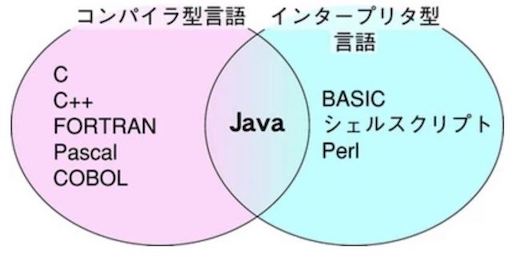 コンパイラ型言語
インタープリタ型
言語
C
C++
FORTRAN
Pascal
COBOL
Java
BASIC
シェルスクリプト
Perl